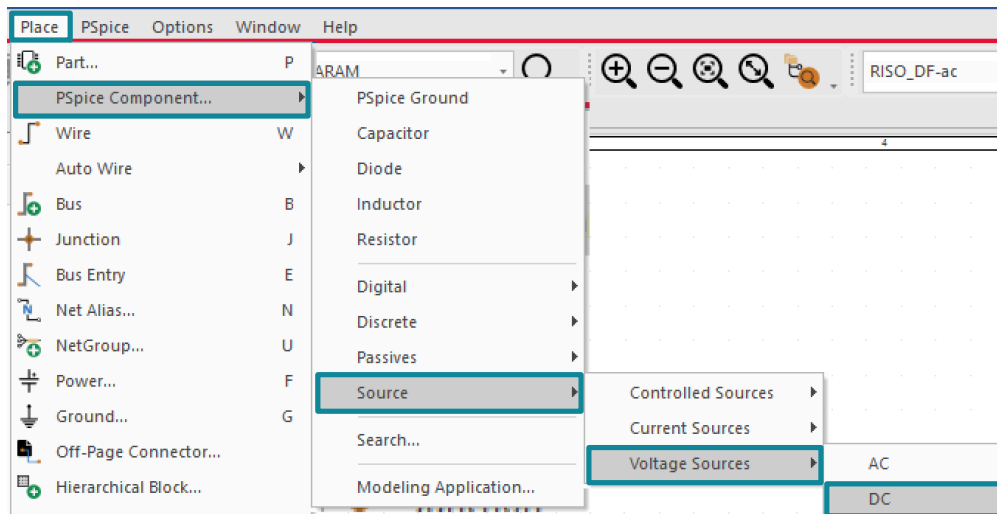 Place PSpice Options Window Help
Part... P
PSpice Component...
Wire W
Auto Wire
Bus B
Junction J
Bus Entry E
Net Alias... N
NetGroup... U
Power... F
Ground... G
Off-Page Connector...
Hierarchical Block...
ARAM
RISO_DF-ac
4
PSpice Ground
Capacitor
Diode
Inductor
Resistor
Digital
Discrete
Passives
Source
Search...
Modeling Application...
Controlled Sources
Current Sources
Voltage Sources
AC
DC